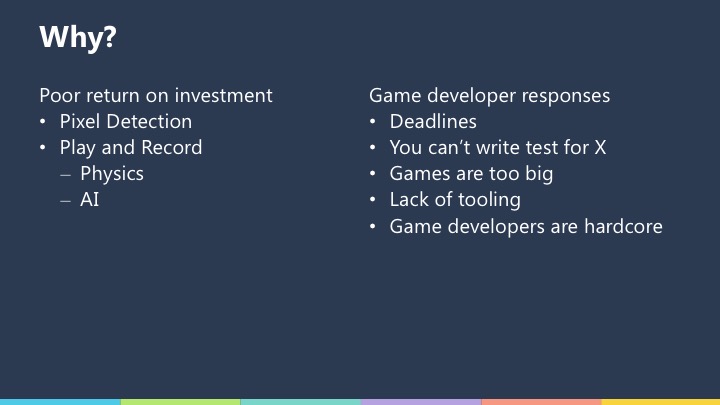 Why?
Poor return on investment
• Pixel Detection
• Play and Record
– Physics
– AI
Game developer responses
• Deadlines
• You can’t write test for X
• Games are too big
• Lack of tooling
• Game developers are hardcore